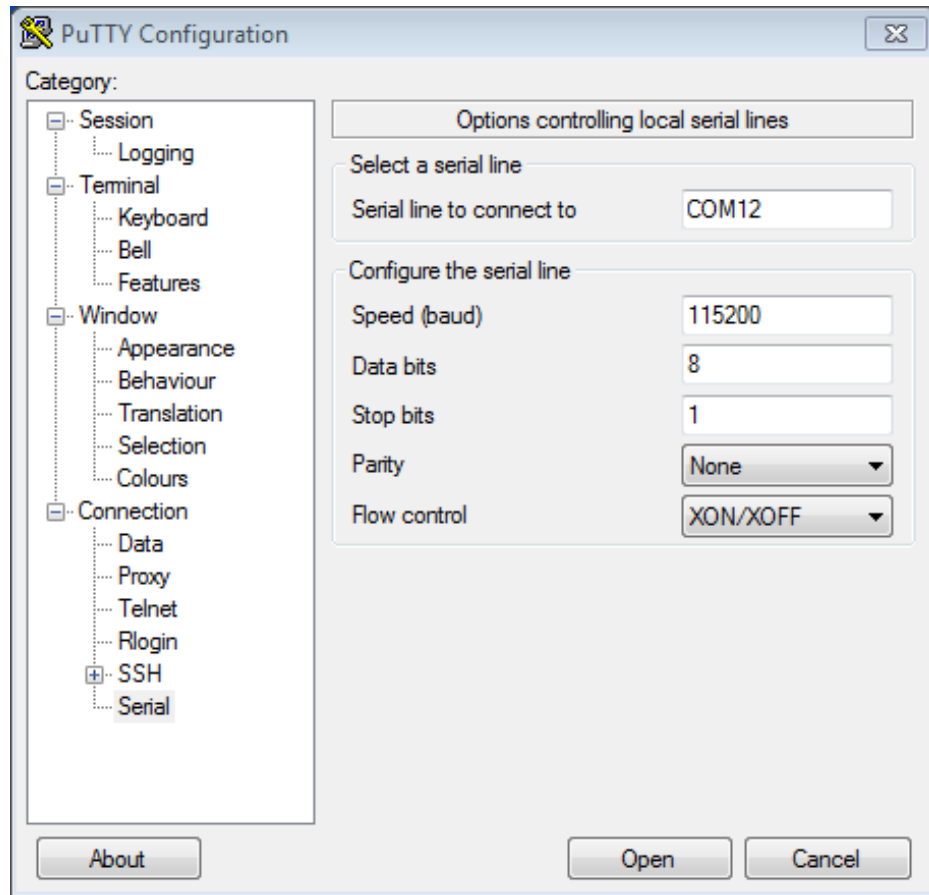 PuTTY Configuration
Category:
Session
Logging
Terminal
Keyboard
Bell
Features
Window
Appearance
Behaviour
Translation
Selection
Colours
Connection
Data
Proxy
Telnet
Rlogin
SSH
Serial
Options controlling local serial lines
Select a serial line
Serial line to connect to COM12
Configure the serial line
Speed (baud) 115200
Data bits 8
Stop bits 1
Parity None
Flow control XON/XOFF
About Open Cancel